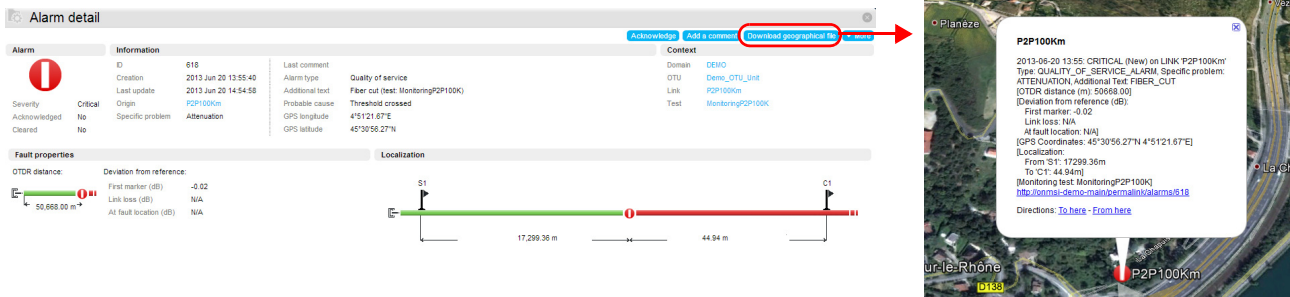 Alarm detail
Acknowledge Add a comment Download geographical file More
Alarm
Severity Critical
Acknowledged No
Cleared No
Information
ID 618
Creation 2013 Jun 20 13:55:40
Last update 2013 Jun 20 14:54:58
Origin P2P100Km
Specific problem Attenuation
Last comment
Alarm type Quality of service
Additional text Fiber cut (test: MonitoringP2P100K)
Probable cause Threshold crossed
GPS longitude 4°51'21.67"E
GPS latitude 45°30'56.27"N
Context
Domain DEMO
OTU Demo_OTU_Unit
Link P2P100Km
Test MonitoringP2P100K
Fault properties
OTDR distance:
50,668.00 m
Deviation from reference:
First marker (dB) -0.02
Link loss (dB) N/A
At fault location (dB) N/A
Localization
S1 C1
17,299.36 m 44.94 m
Planèze
P2P100Km
2013-06-20 13:55: CRITICAL (New) on LINK 'P2P100Km'
Type: QUALITY_OF_SERVICE_ALARM, Specific problem:
ATTENUATION, Additional Text: FIBER_CUT
[OTDR distance (m): 50668.00]
[Deviation from reference (dB):
First marker: -0.02
Link loss: N/A
At fault location: N/A]
[GPS Coordinates: 45°30'56.27"N 4°51'21.67"E]
[Localization:
From 'S1': 17299.36m
To 'C1': 44.94m]
[Monitoring test: MonitoringP2P100K]
http://onmsi-demo-main/permalink/alarms/618
Directions: To here - From here
La Ch
ur-le-Rhône
P2P100Km
D138